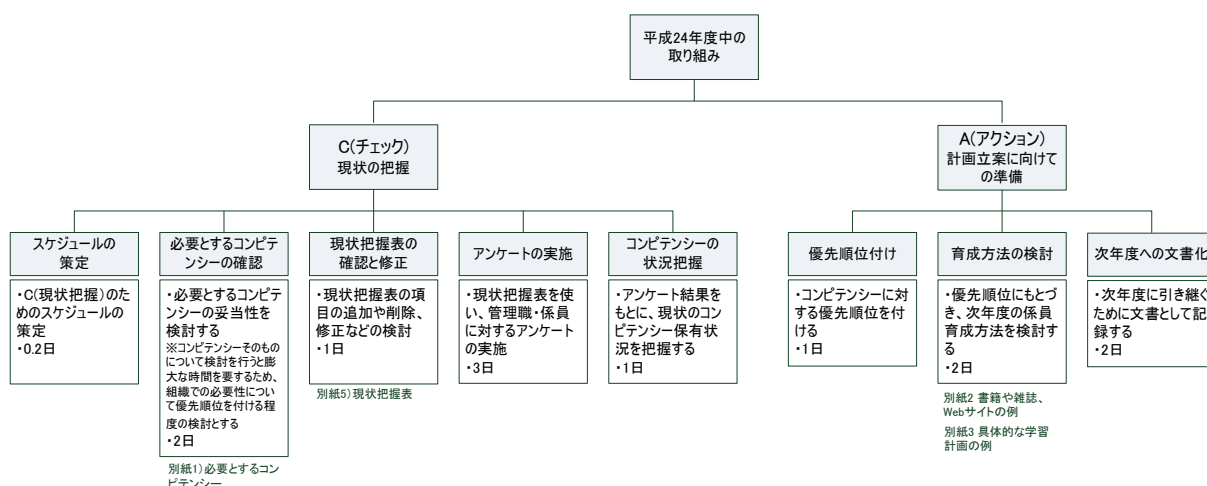 平成24年度中の
取り組み
C(チェック)
現状の把握
A(アクション)
計画立案に向けて
の準備
スケジュールの
策定
・C(現状把握)のた
めのスケジュールの
策定
・0.2日
必要とするコンピテ
ンシーの確認
・必要とするコンピテ
ンシーの妥当性を
検討する
※コンピテンシーそのもの
について検討を行うと膨
大な時間を要するため、
組織での必要性につい
て優先順位を付ける程
度の検討とする
・2日
別紙1)必要とするコン
ピテンシー
現状把握表の
確認と修正
・現状把握表の項
目の追加や削除、
修正などの検討
・1日
別紙5)現状把握表
アンケートの実施
・現状把握表を使
い、管理職・係員
に対するアンケート
の実施
・3日
コンピテンシーの
状況把握
・アンケート結果を
もとに、現状のコ
ンピテンシー保有状
況を把握する
・1日
優先順位付け
・コンピテンシーに対
する優先順位を付
ける
・1日
育成方法の検討
・優先順位にもとづ
き、次年度の係員
育成方法を検討す
る
・2日
別紙2 書籍や雑誌、
Webサイトの例
別紙3 具体的な学習
計画の例
次年度への文書化
・次年度に引き継ぐ
ために文書として記
録する
・2日